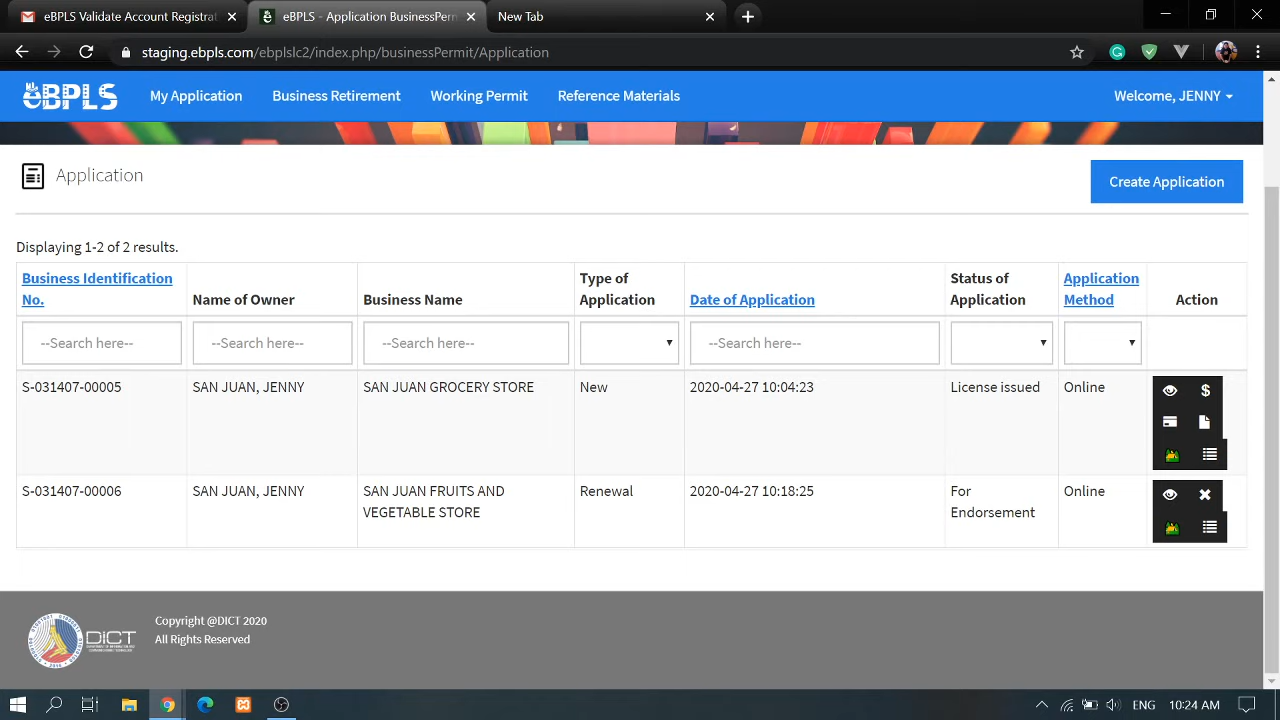 eBPLS Validate Account Registrat
eBPLS - Application BusinessPerm
New Tab
staging.ebpls.com/ebplslc2/index.php/businessPermit/Application
eBPLS
My Application
Business Retirement
Working Permit
Reference Materials
Welcome, JENNY
Application
Create Application
Displaying 1-2 of 2 results.
Business Identification
No.
Name of Owner
Business Name
Type of
Application
Date of Application
Status of
Application
Application
Method
Action
--Search here--
--Search here--
--Search here--
--Search here--
S-031407-00005
SAN JUAN, JENNY
SAN JUAN GROCERY STORE
New
2020-04-27 10:04:23
License issued
Online
$
S-031407-00006
SAN JUAN, JENNY
SAN JUAN FRUITS AND
VEGETABLE STORE
Renewal
2020-04-27 10:18:25
For
Endorsement
Online
DICT
Copyright @DICT 2020
All Rights Reserved
ENG
10:24 AM